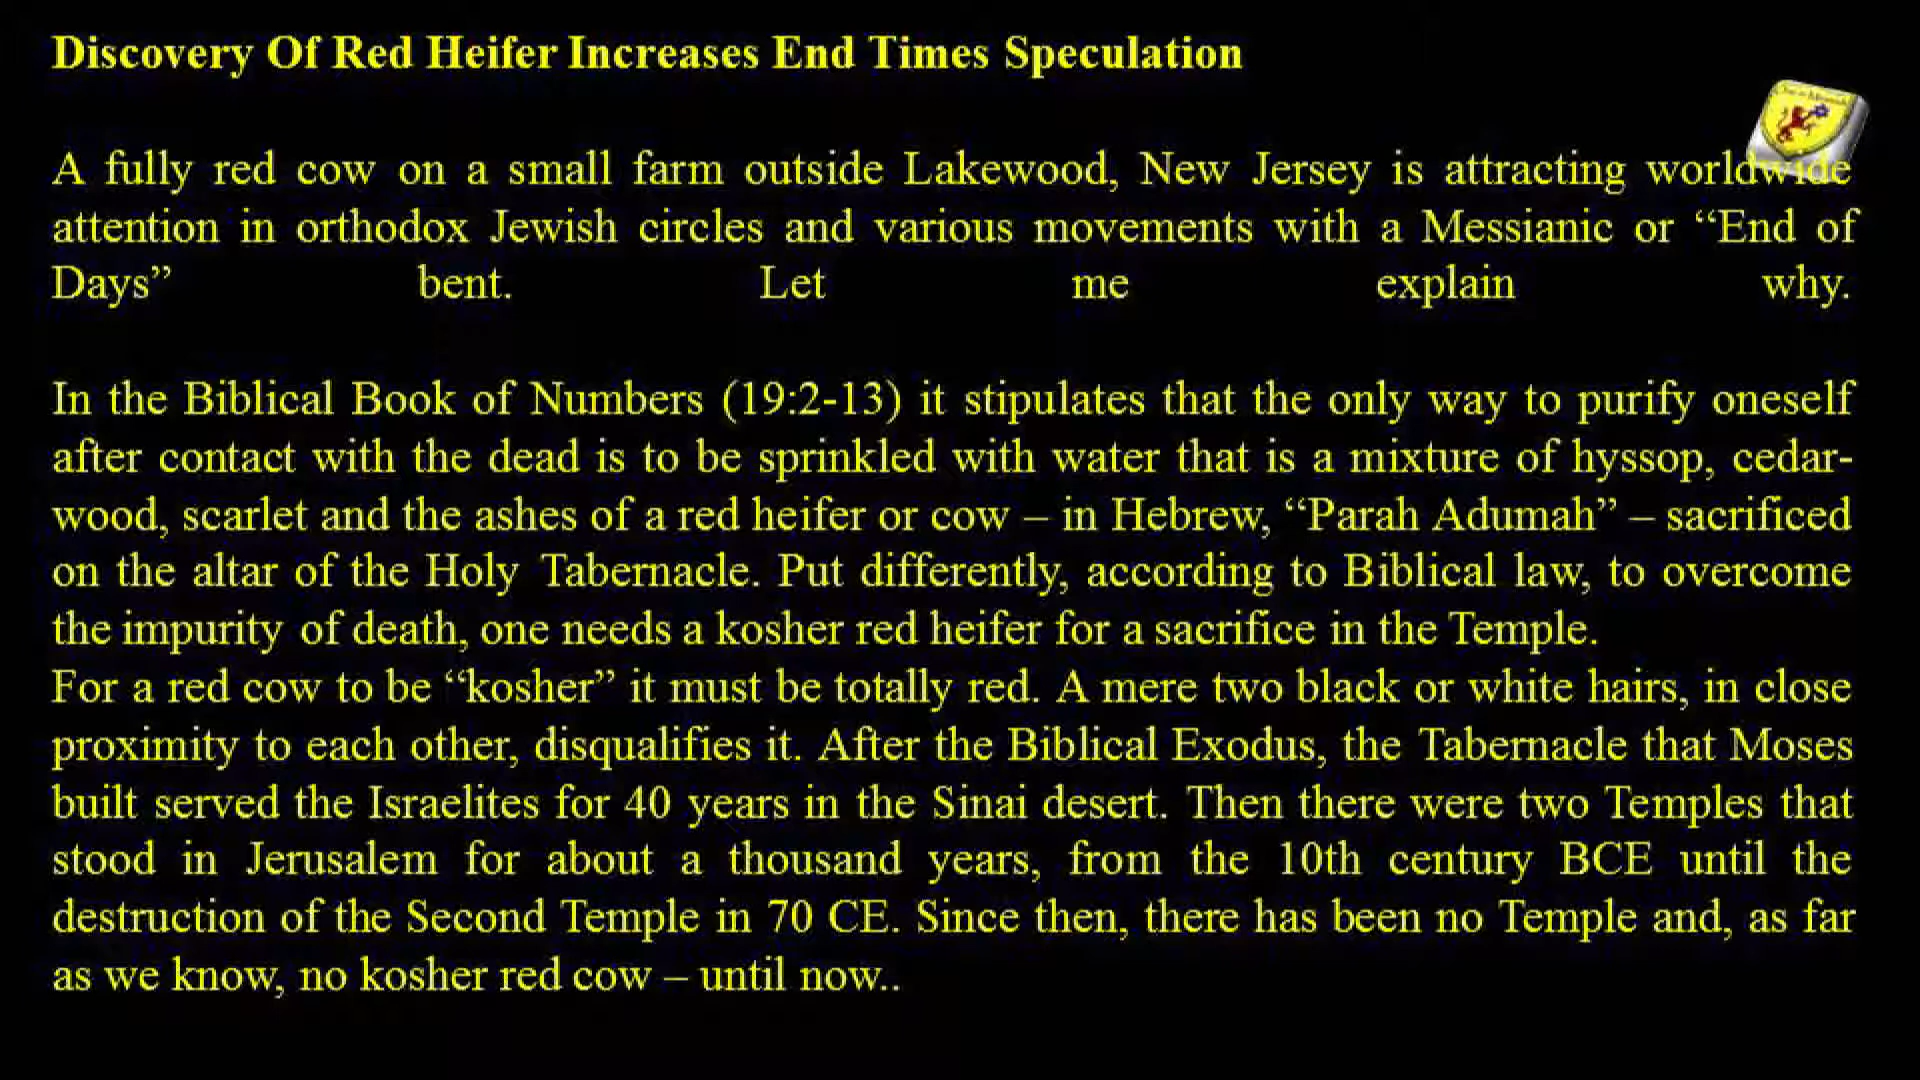 Discovery Of Red Heifer Increases End Times Speculation
A fully red cow on a small farm outside Lakewood, New Jersey is attracting worldwide
attention in orthodox Jewish circles and various movements with a Messianic or “End of
Days” bent. Let me explain why.
In the Biblical Book of Numbers (19:2-13) it stipulates that the only way to purify oneself
after contact with the dead is to be sprinkled with water that is a mixture of hyssop, cedar-
wood, scarlet and the ashes of a red heifer or cow – in Hebrew, “Parah Adumah” – sacrificed
on the altar of the Holy Tabernacle. Put differently, according to Biblical law, to overcome
the impurity of death, one needs a kosher red heifer for a sacrifice in the Temple.
For a red cow to be “kosher” it must be totally red. A mere two black or white hairs, in close
proximity to each other, disqualifies it. After the Biblical Exodus, the Tabernacle that Moses
built served the Israelites for 40 years in the Sinai desert. Then there were two Temples that
stood in Jerusalem for about a thousand years, from the 10th century BCE until the
destruction of the Second Temple in 70 CE. Since then, there has been no Temple and, as far
as we know, no kosher red cow – until now..